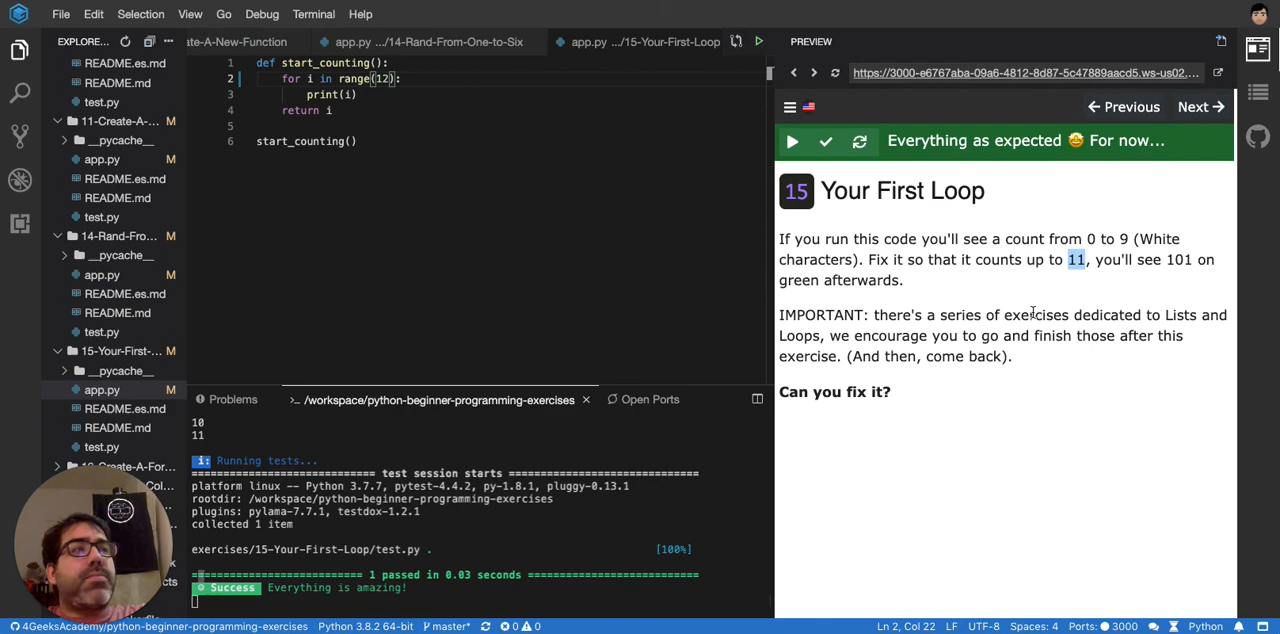 File Edit Selection View Go Debug Terminal Help
EXPLORE...
README.es.md
README.md
test.py
11-Create-A-... M
__pycache__
app.py M
README.es.md
README.md
test.py
14-Rand-Fro... M
__pycache__
app.py M
README.es.md
README.md
test.py
15-Your-First-... M
__pycache__
app.py M
README.es.md
README.md
test.py
ate-A-New-Function
app.py .../14-Rand-From-One-to-Six
app.py .../15-Your-First-Loop
1 def start_counting():
2 for i in range(12):
3 print(i)
4 return i
5
6 start_counting()
Problems
>_ /workspace/python-beginner-programming-exercises
Open Ports
10
11
i: Running tests...
============================ test session starts =============================
platform linux -- Python 3.7.7, pytest-4.4.2, py-1.8.1, pluggy-0.13.1
rootdir: /workspace/python-beginner-programming-exercises
plugins: pylama-7.7.1, testdox-1.2.1
collected 1 item
exercises/15-Your-First-Loop/test.py . [100%]
========================== 1 passed in 0.03 seconds ==========================
Success Everything is amazing!
PREVIEW
https://3000-e6767aba-09a6-4812-8d87-5c47889aacd5.ws-us02,...
Previous Next
Everything as expected 🤩 For now...
15 Your First Loop
If you run this code you'll see a count from 0 to 9 (White
characters). Fix it so that it counts up to 11, you'll see 101 on
green afterwards.
IMPORTANT: there's a series of exercises dedicated to Lists and
Loops, we encourage you to go and finish those after this
exercise. (And then, come back).
Can you fix it?
4GeeksAcademy/python-beginner-programming-exercises Python 3.8.2 64-bit master* 0 0 Ln 2, Col 22 LF UTF-8 Spaces: 4 Ports: 3000 Python